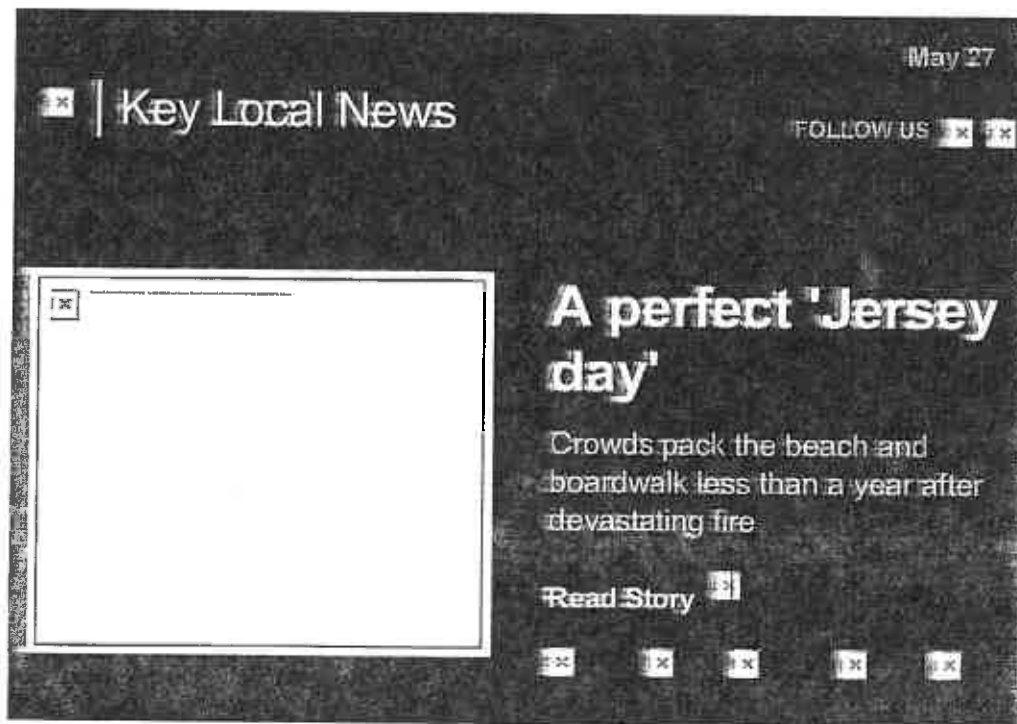 May 27
Key Local News
FOLLOW US
A perfect 'Jersey
day'
Crowds pack the beach and
boardwalk less than a year after
devastating fire
Read Story